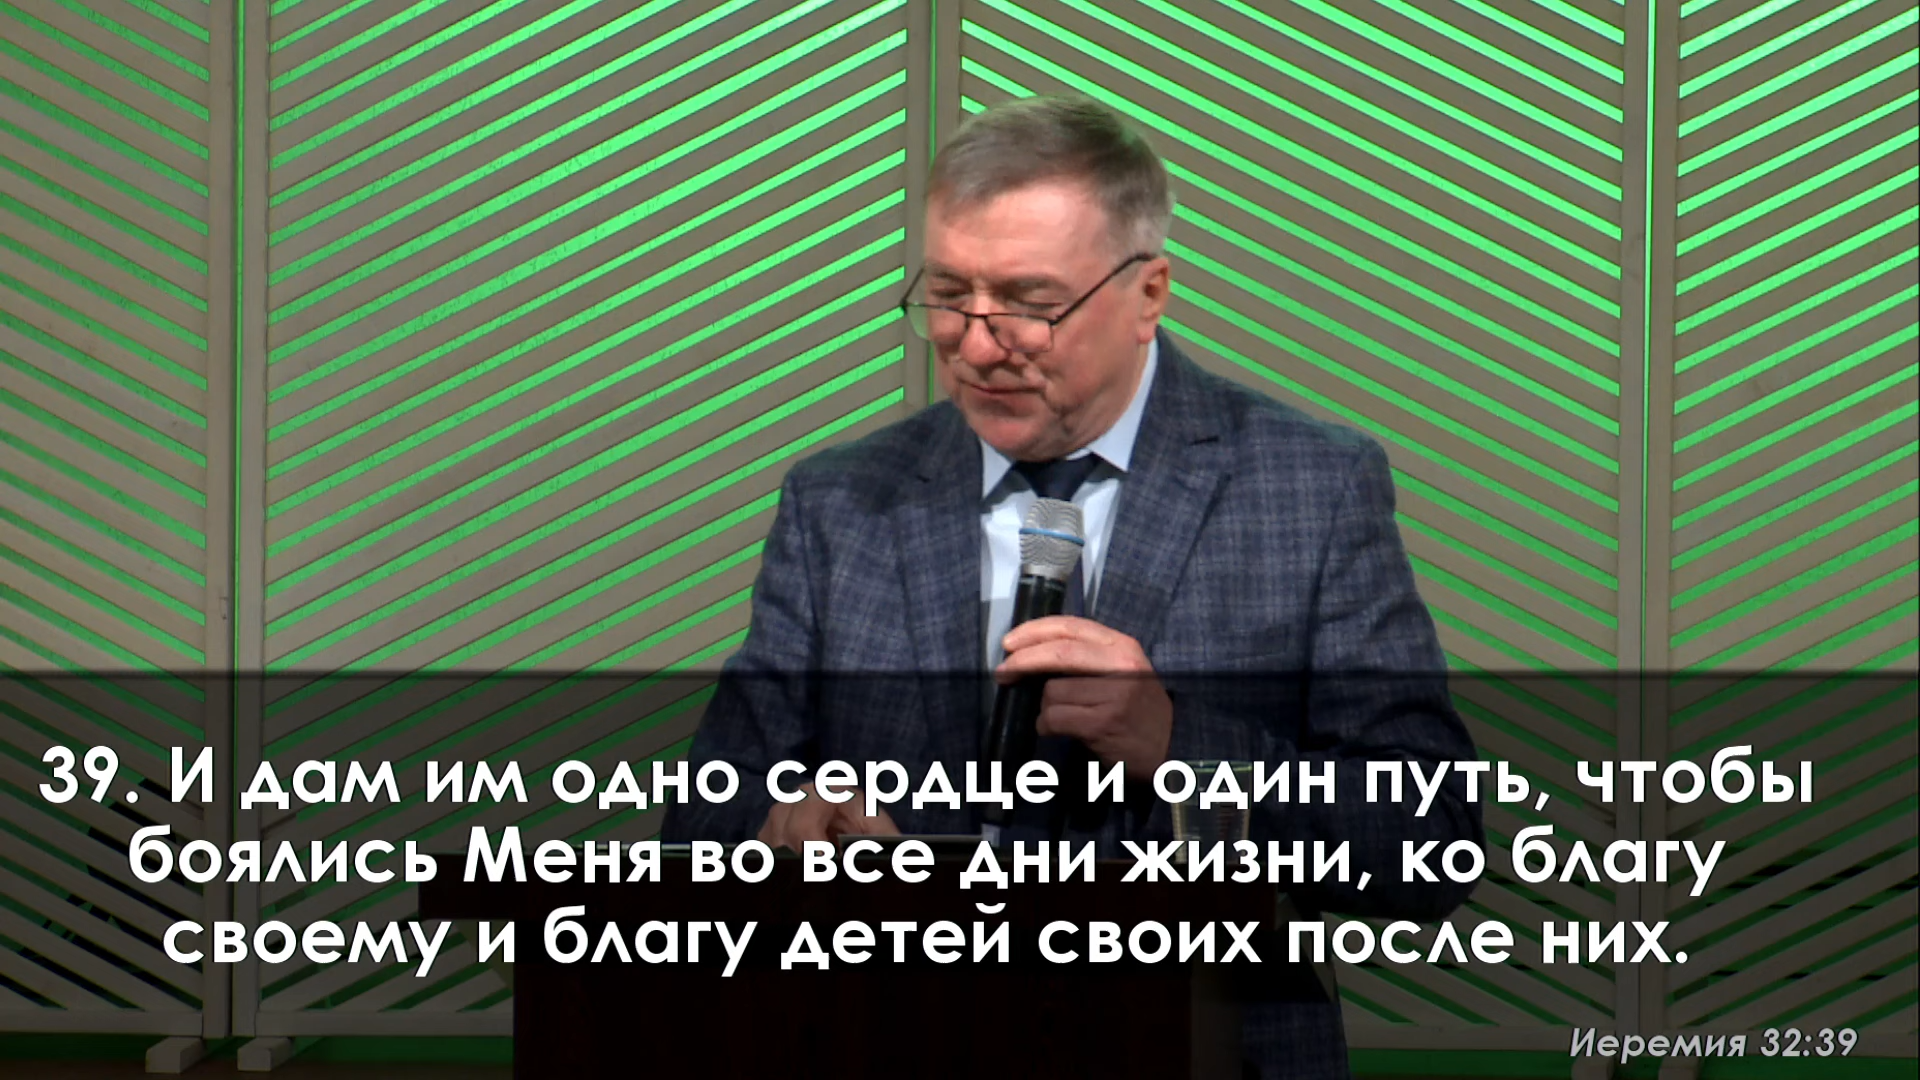 39. И дам им одно сердце и один путь, чтобы
боялись Меня во все дни жизни, ко благу
своему и благу детей своих после них.
Иеремия 32:39